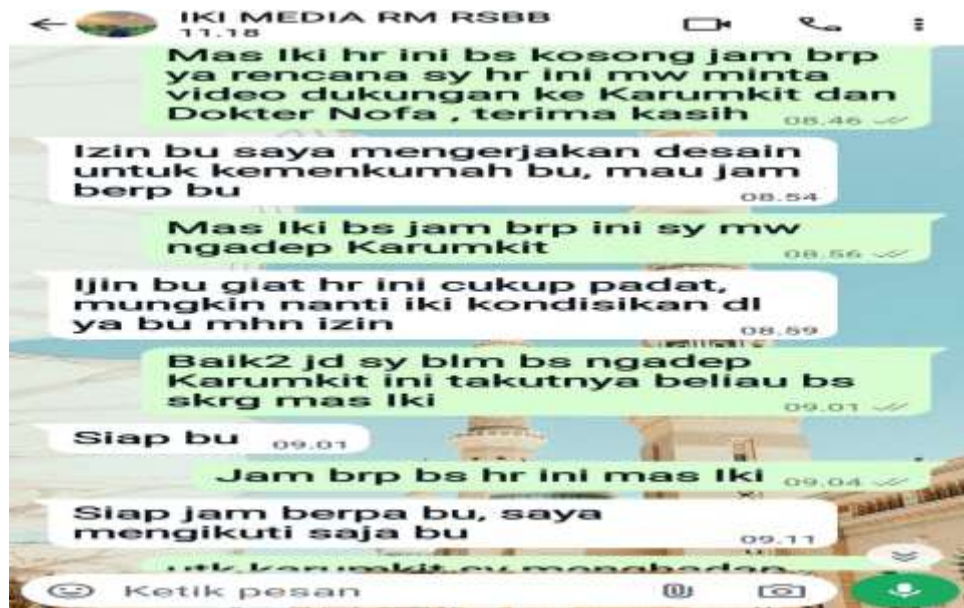 IKI MEDIA RM RSBB
11.18
Mas Iki hr ini bs kosong jam brp
ya rencana sy hr ini mw minta
video dukungan ke Karumkit dan
Dokter Nofa , terima kasih 08.46
Izin bu saya mengerjakan desain
untuk kemenkumah bu, mau jam
berp bu 08.54
Mas Iki bs jam brp ini sy mw
ngadep Karumkit 08.56
Ijin bu giat hr ini cukup padat,
mungkin nanti iki kondisikan dl
ya bu mhn izin 08.59
Baik2 jd sy blm bs ngadep
Karumkit ini takutnya beliau bs
skrg mas Iki 09.01
Siap bu 09.01
Jam brp bs hr ini mas Iki 09.04
Siap jam berpa bu, saya
mengikuti saja bu 09.11
utk karumkit sy menghadap
Ketik pesan